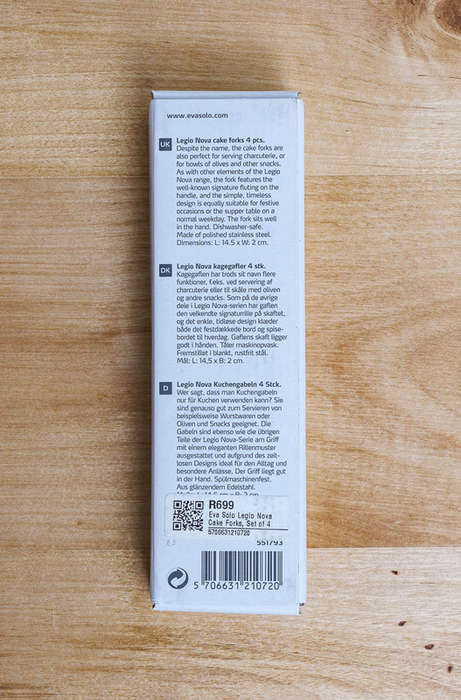 www.evasolo.com
UK
Legio Nova cake forks 4 pcs.
Despite the name, the cake forks are
also perfect for serving charcuterie, or
for bowls of olives and other snacks.
As with other elements of the Legio
Nova range, the fork features the
well-known signature fluting on the
handle, and the simple, timeless
design is equally suitable for festive
occasions or the supper table on a
normal weekday. The fork sits well
in the hand. Dishwasher-safe.
Made of polished stainless steel.
Dimensions: L: 14.5 x W: 2 cm.
DK
Legio Nova kagegafler 4 stk.
Kagegaflen har trods sit navn flere
funktioner, f.eks. ved servering af
charcuterie eller til skåle med oliven
og andre snacks. Som på de øvrige
dele i Legio Nova-serien har gaflen
den velkendte signaturrille på skaftet,
og det enkle, tidløse design klæder
både det festdækkede bord og spise-
bordet til hverdag. Gaflens skaft ligger
godt i hånden. Tåler maskinopvask.
Fremstillet i blankt, rustfrit stål.
Mål: L: 14,5 x B: 2 cm.
D
Legio Nova Kuchengabeln 4 Stck.
Wer sagt, dass man Kuchengabeln
nur für Kuchen verwenden kann? Sie
sind genauso gut zum Servieren von
beispielsweise Wurstwaren oder
Oliven und Snacks geeignet. Die
Gabeln sind ebenso wie die übrigen
Teile der Legio Nova-Serie am Griff
mit einem eleganten Rillenmuster
ausgestattet und aufgrund des zeit-
losen Designs ideal für den Alltag und
besondere Anlässe. Der Griff liegt gut
in der Hand. Spülmaschinenfest.
Aus glänzendem Edelstahl.
R699
Eva Solo Legio Nova
Cake Forks, Set of 4
5706631210720
551793
5 706631 210720